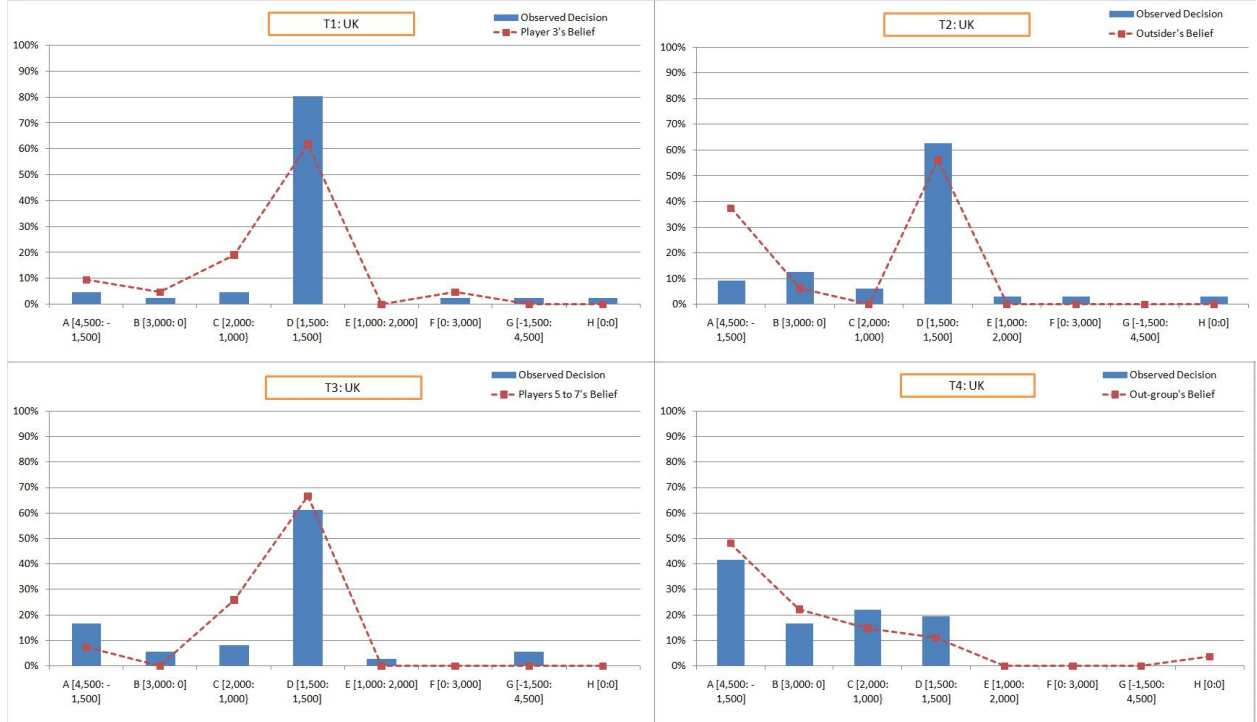 T1: UK
Observed Decision
Player 3's Belief
100%
90%
80%
70%
60%
50%
40%
30%
20%
10%
0%
A [4,500: -
1,500]
B [3,000: 0]
C [2,000:
1,000}
D [1,500:
1,500]
E [1,000: 2,000]
F [0: 3,000]
G [-1,500:
4,500]
H [0:0]
T2: UK
Observed Decision
Outsider's Belief
100%
90%
80%
70%
60%
50%
40%
30%
20%
10%
0%
A [4,500: -
1,500]
B [3,000: 0]
C [2,000:
1,000}
D [1,500:
1,500]
E [1,000:
2,000]
F [0: 3,000]
G [-1,500:
4,500]
H [0:0]
T3: UK
Observed Decision
Players 5 to 7's Belief
100%
90%
80%
70%
60%
50%
40%
30%
20%
10%
0%
A [4,500: -
1,500]
B [3,000: 0]
C [2,000:
1,000}
D [1,500:
1,500]
E [1,000: 2,000]
F [0: 3,000]
G [-1,500:
4,500]
H [0:0]
T4: UK
Observed Decision
Out-group's Belief
100%
90%
80%
70%
60%
50%
40%
30%
20%
10%
0%
A [4,500: -
1,500]
B [3,000: 0]
C [2,000:
1,000}
D [1,500:
1,500]
E [1,000:
2,000]
F [0: 3,000]
G [-1,500:
4,500]
H [0:0]